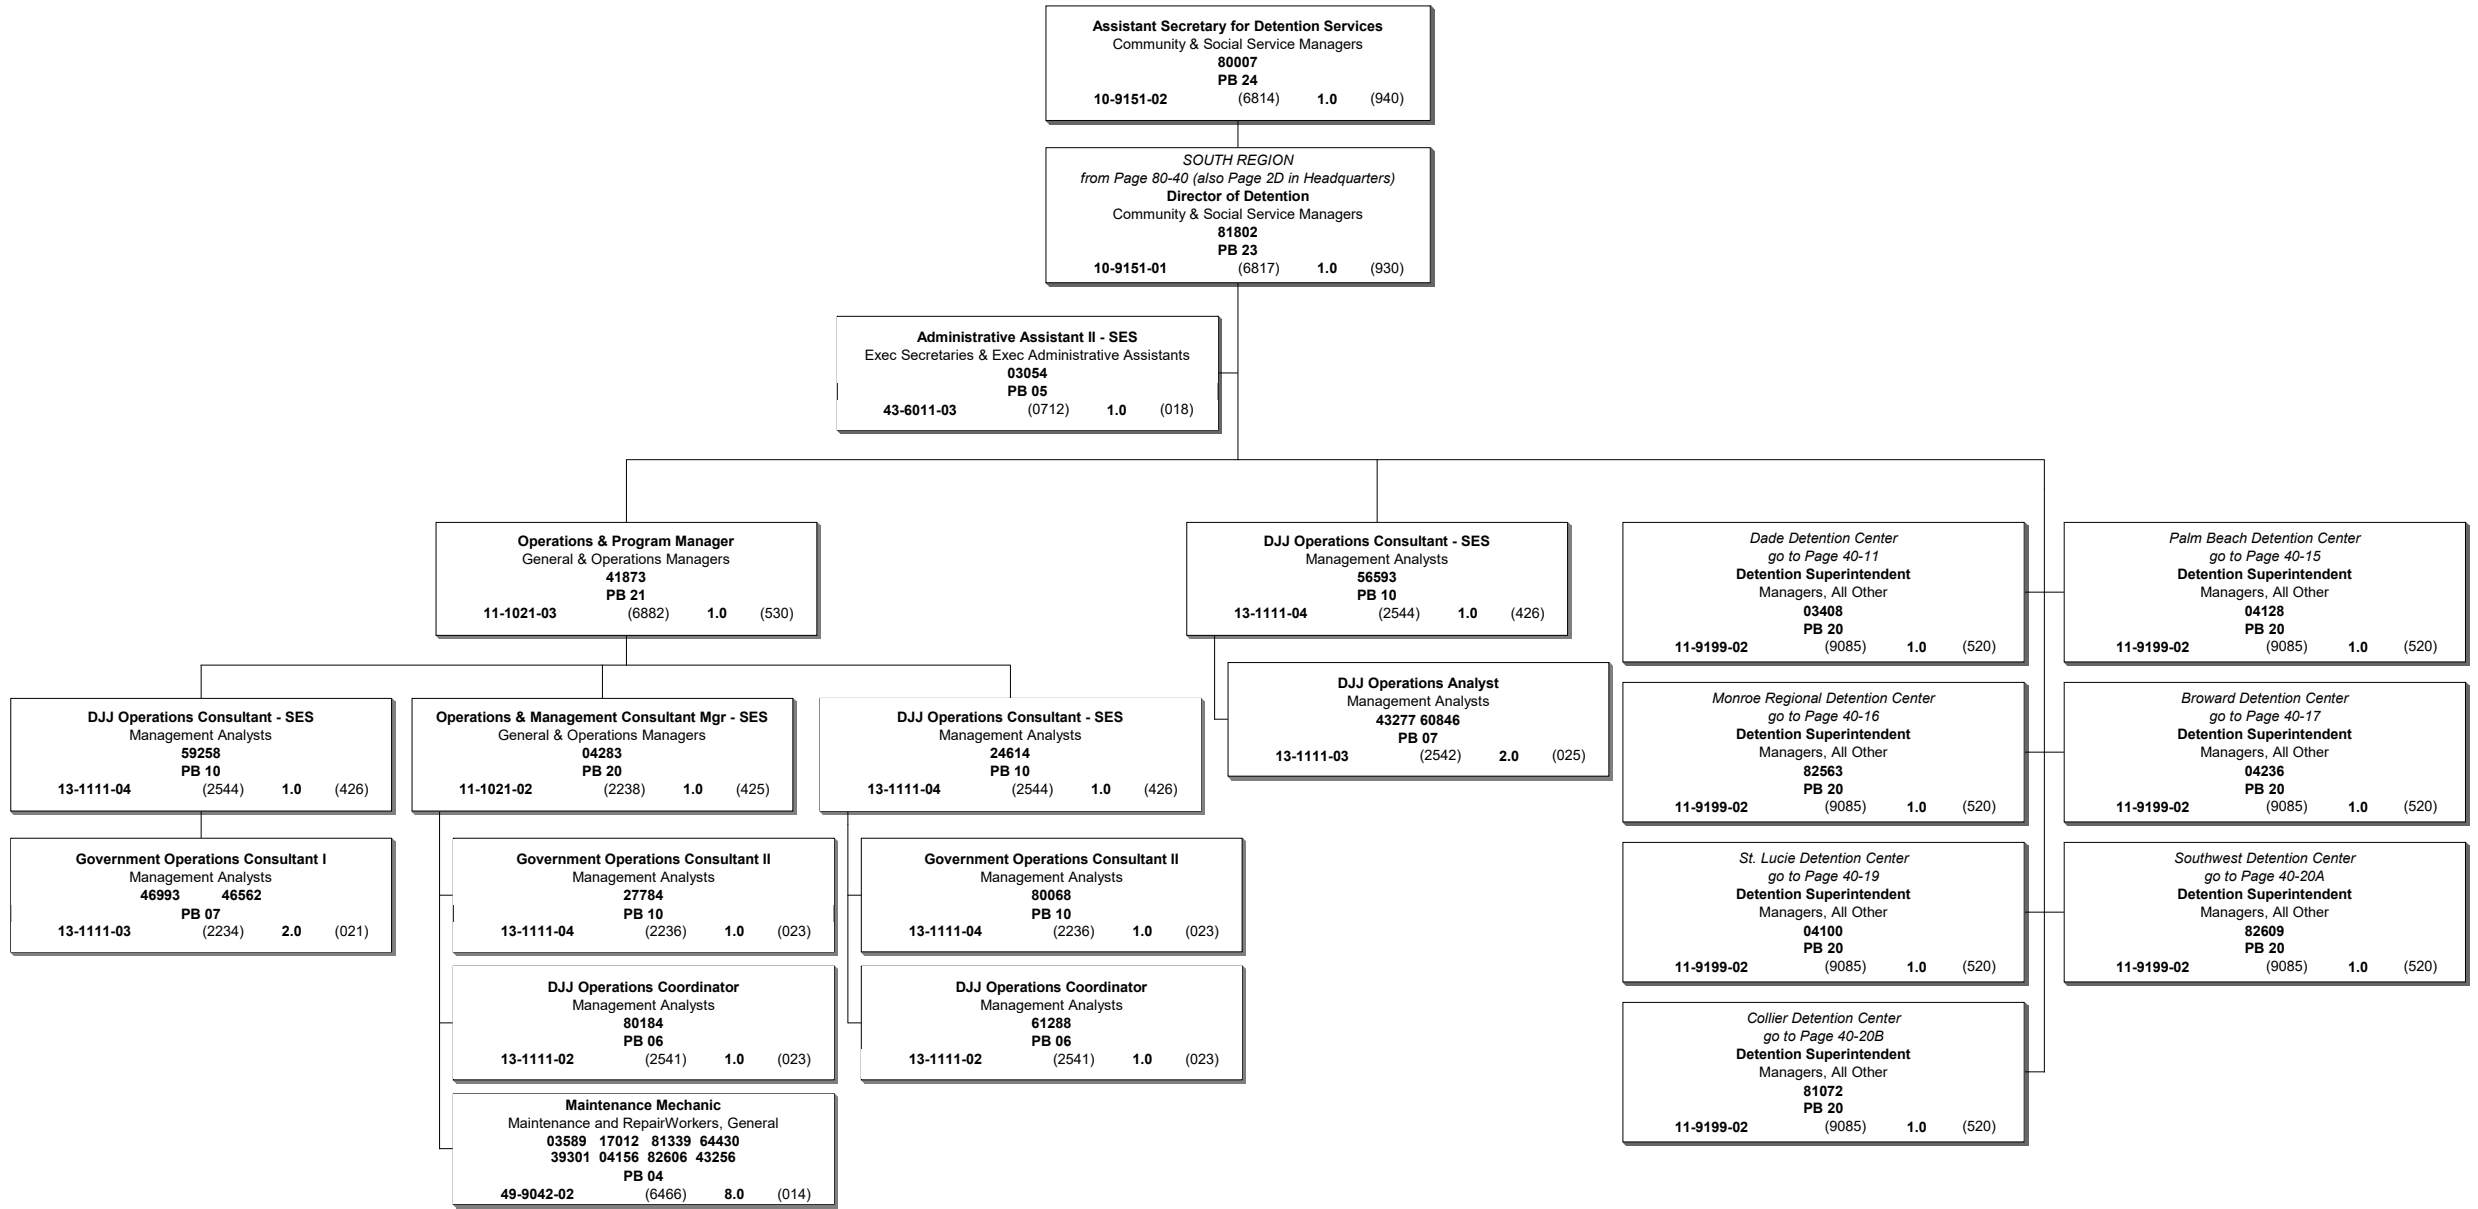 Assistant Secretary for Detention Services
Community & Social Service Managers
80007
PB 24
10-9151-02 (6814) 1.0 (940)
SOUTH REGION
from Page 80-40 (also Page 2D in Headquarters)
Director of Detention
Community & Social Service Managers
81802
PB 23
10-9151-01 (6817) 1.0 (930)
Administrative Assistant II - SES
Exec Secretaries & Exec Administrative Assistants
03054
PB 05
43-6011-03 (0712) 1.0 (018)
Operations & Program Manager
General & Operations Managers
41873
PB 21
11-1021-03 (6882) 1.0 (530)
DJJ Operations Consultant - SES
Management Analysts
59258
PB 10
13-1111-04 (2544) 1.0 (426)
Government Operations Consultant I
Management Analysts
46993 46562
PB 07
13-1111-03 (2234) 2.0 (021)
Operations & Management Consultant Mgr - SES
General & Operations Managers
04283
PB 20
11-1021-02 (2238) 1.0 (425)
Government Operations Consultant II
Management Analysts
27784
PB 10
13-1111-04 (2236) 1.0 (023)
DJJ Operations Coordinator
Management Analysts
80184
PB 06
13-1111-02 (2541) 1.0 (023)
Maintenance Mechanic
Maintenance and RepairWorkers, General
03589 17012 81339 64430
39301 04156 82606 43256
PB 04
49-9042-02 (6466) 8.0 (014)
DJJ Operations Consultant - SES
Management Analysts
24614
PB 10
13-1111-04 (2544) 1.0 (426)
Government Operations Consultant II
Management Analysts
80068
PB 10
13-1111-04 (2236) 1.0 (023)
DJJ Operations Coordinator
Management Analysts
61288
PB 06
13-1111-02 (2541) 1.0 (023)
DJJ Operations Consultant - SES
Management Analysts
56593
PB 10
13-1111-04 (2544) 1.0 (426)
DJJ Operations Analyst
Management Analysts
43277 60846
PB 07
13-1111-03 (2542) 2.0 (025)
Dade Detention Center
go to Page 40-11
Detention Superintendent
Managers, All Other
03408
PB 20
11-9199-02 (9085) 1.0 (520)
Palm Beach Detention Center
go to Page 40-15
Detention Superintendent
Managers, All Other
04128
PB 20
11-9199-02 (9085) 1.0 (520)
Monroe Regional Detention Center
go to Page 40-16
Detention Superintendent
Managers, All Other
82563
PB 20
11-9199-02 (9085) 1.0 (520)
Broward Detention Center
go to Page 40-17
Detention Superintendent
Managers, All Other
04236
PB 20
11-9199-02 (9085) 1.0 (520)
St. Lucie Detention Center
go to Page 40-19
Detention Superintendent
Managers, All Other
04100
PB 20
11-9199-02 (9085) 1.0 (520)
Southwest Detention Center
go to Page 40-20A
Detention Superintendent
Managers, All Other
82609
PB 20
11-9199-02 (9085) 1.0 (520)
Collier Detention Center
go to Page 40-20B
Detention Superintendent
Managers, All Other
81072
PB 20
11-9199-02 (9085) 1.0 (520)